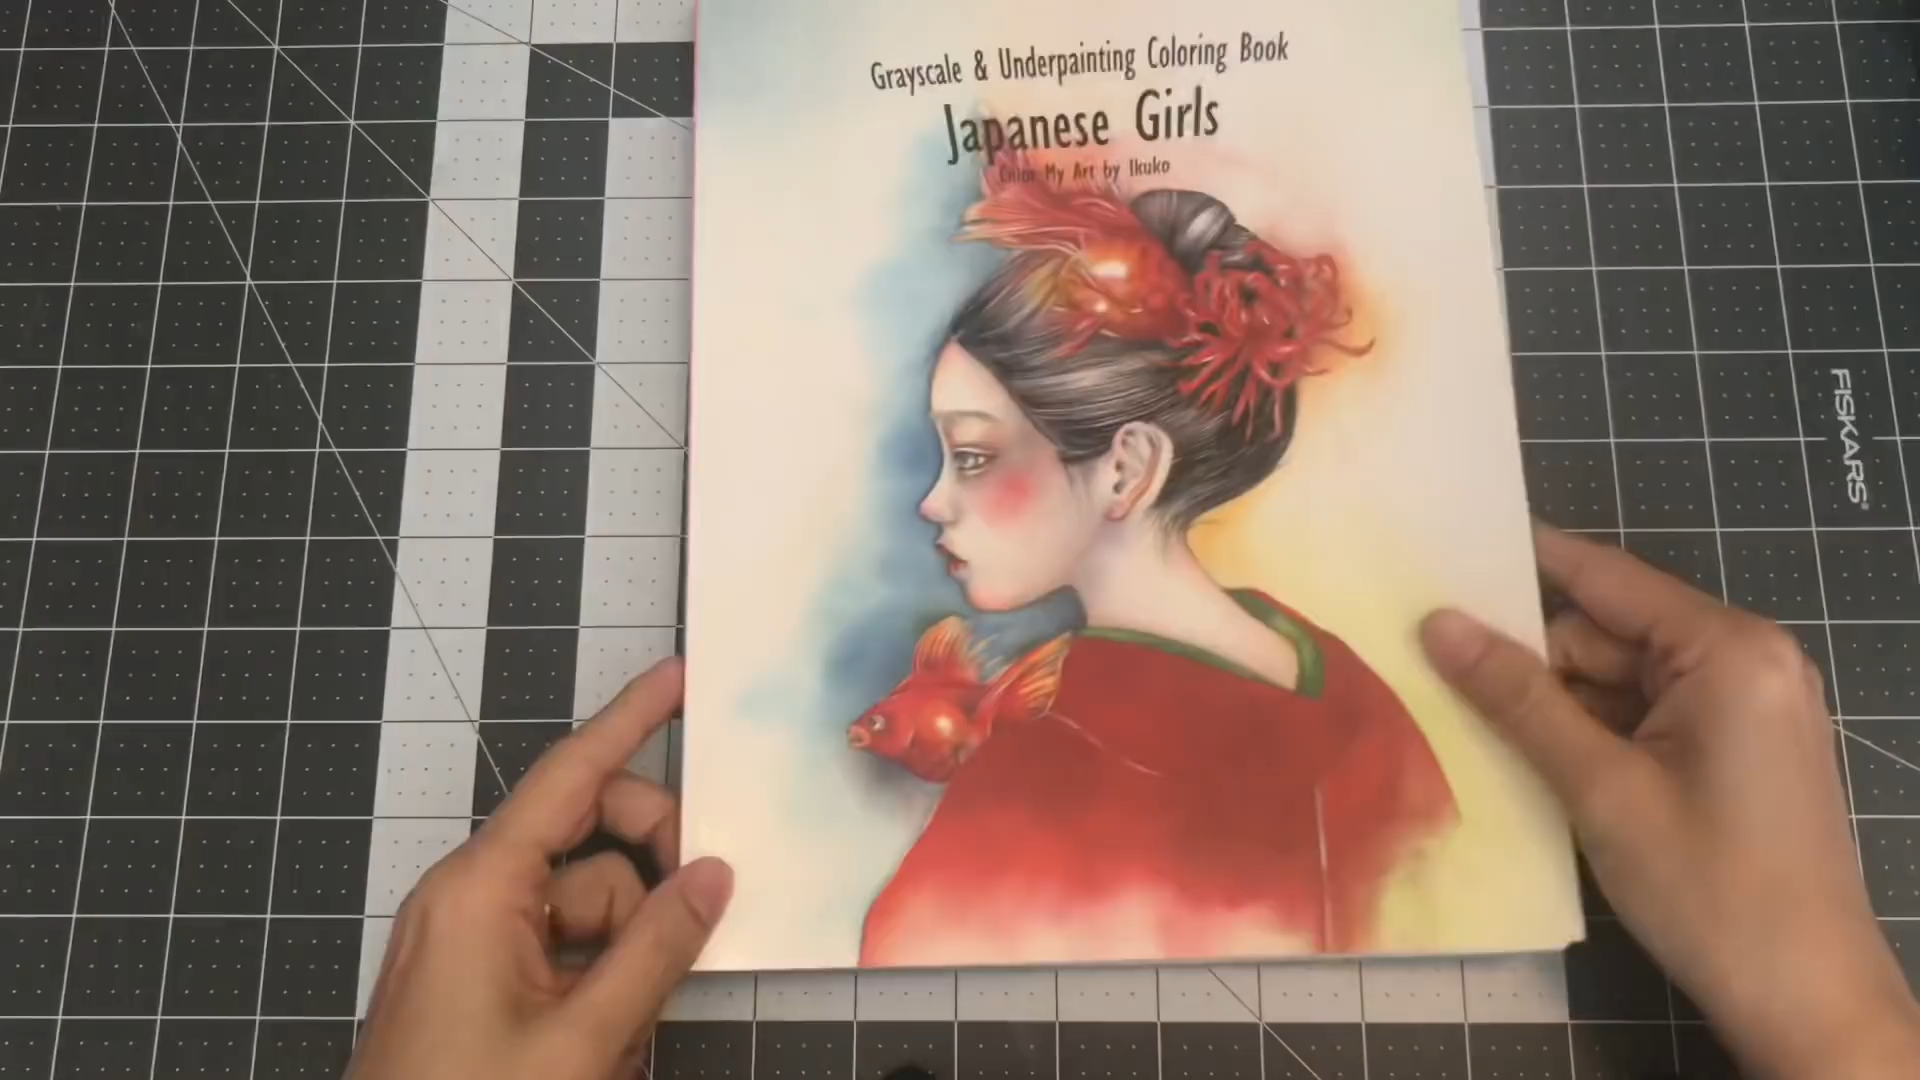 Grayscale & Underpainting Coloring Book
Japanese Girls
Color My Art by Ikuko
FISKARS®